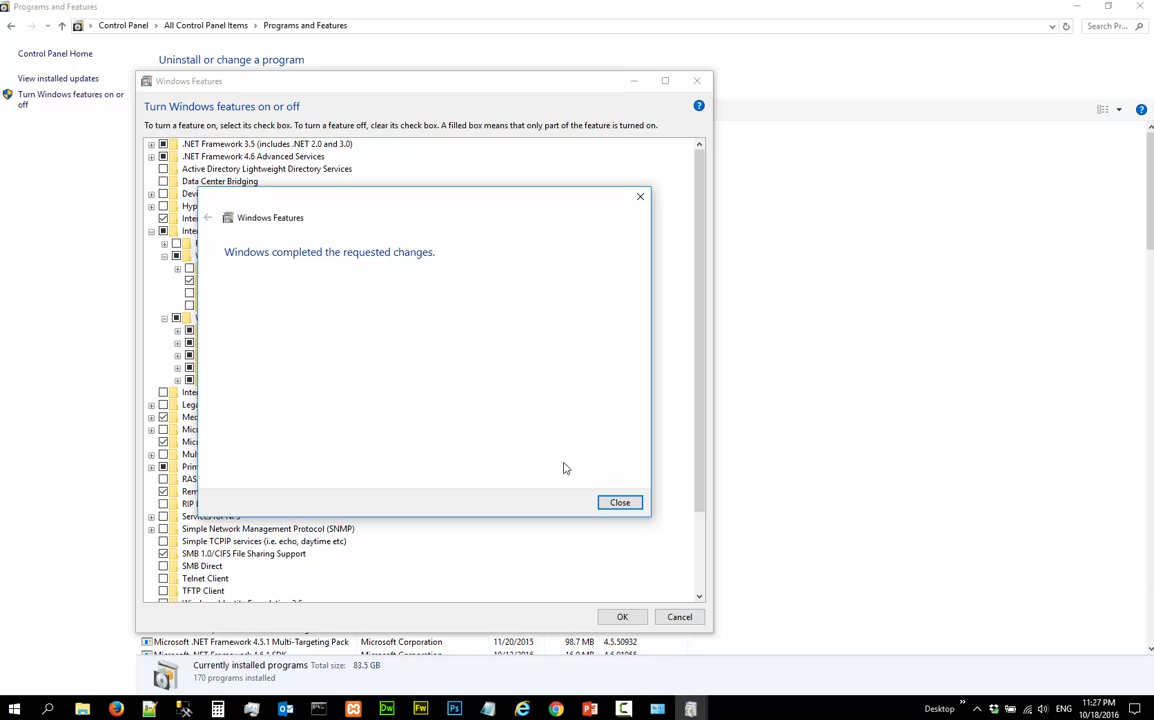 Programs and Features
Control Panel > All Control Panel Items > Programs and Features
Search Pr...
Control Panel Home
View installed updates
Turn Windows features on or off
Uninstall or change a program
Windows Features
Turn Windows features on or off
To turn a feature on, select its check box. To turn a feature off, clear its check box. A filled box means that only part of the feature is turned on.
.NET Framework 3.5 (includes .NET 2.0 and 3.0)
.NET Framework 4.6 Advanced Services
Active Directory Lightweight Directory Services
Data Center Bridging
Windows Features
Windows completed the requested changes.
Close
Simple Network Management Protocol (SNMP)
Simple TCPIP services (i.e. echo, daytime etc)
SMB 1.0/CIFS File Sharing Support
SMB Direct
Telnet Client
TFTP Client
OK
Cancel
Microsoft .NET Framework 4.5.1 Multi-Targeting Pack Microsoft Corporation 11/20/2015 98.7 MB 4.5.50932
Currently installed programs Total size: 83.5 GB
170 programs installed
Desktop
11:27 PM
10/18/2016